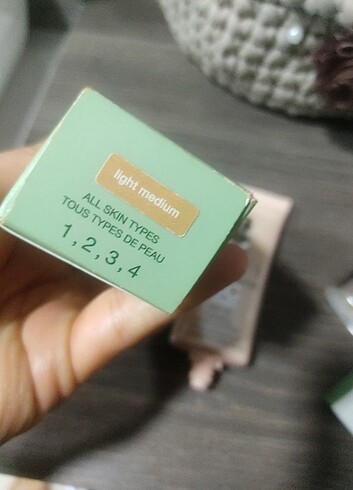 light medium
ALL SKIN TYPES
TOUS TYPES DE PEAU
1, 2, 3, 4